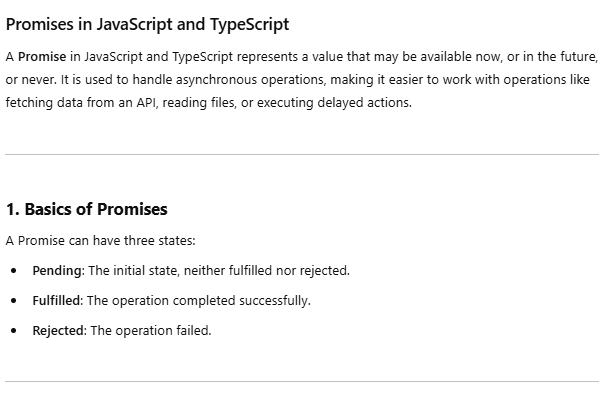 Promises in JavaScript and TypeScript
A Promise in JavaScript and TypeScript represents a value that may be available now, or in the future,
or never. It is used to handle asynchronous operations, making it easier to work with operations like
fetching data from an API, reading files, or executing delayed actions.
1. Basics of Promises
A Promise can have three states:
• Pending: The initial state, neither fulfilled nor rejected.
• Fulfilled: The operation completed successfully.
• Rejected: The operation failed.